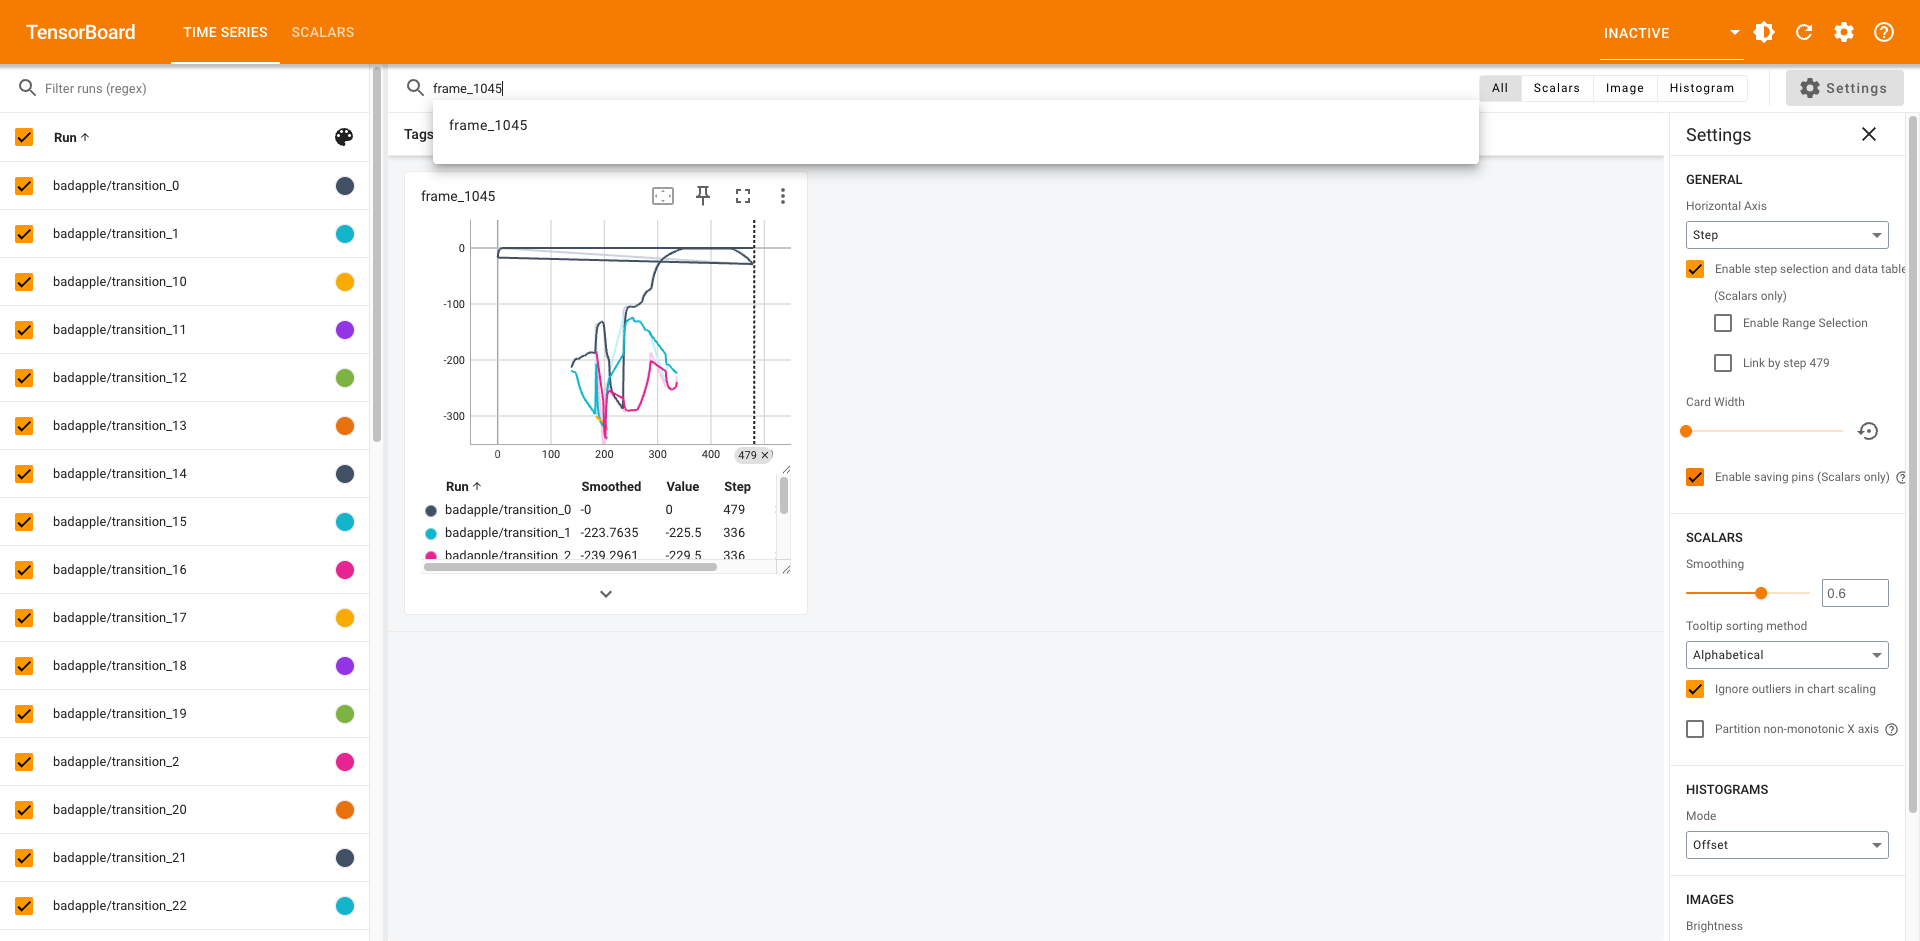 TensorBoard
TIME SERIES
SCALARS
INACTIVE
Filter runs (regex)
frame_1045
All
Scalars
Image
Histogram
Settings
frame_1045
Tags
Run
badapple/transition_0
badapple/transition_1
badapple/transition_10
badapple/transition_11
badapple/transition_12
badapple/transition_13
badapple/transition_14
badapple/transition_15
badapple/transition_16
badapple/transition_17
badapple/transition_18
badapple/transition_19
badapple/transition_2
badapple/transition_20
badapple/transition_21
badapple/transition_22
frame_1045
0
-100
-200
-300
0 100 200 300 400 479
Run Smoothed Value Step
badapple/transition_0 -0 0 479
badapple/transition_1 -223.7635 -225.5 336
badapple/transition_2 -239.2961 -229.5 336
Settings
GENERAL
Horizontal Axis
Step
Enable step selection and data table
(Scalars only)
Enable Range Selection
Link by step 479
Card Width
Enable saving pins (Scalars only)
SCALARS
Smoothing
0.6
Tooltip sorting method
Alphabetical
Ignore outliers in chart scaling
Partition non-monotonic X axis
HISTOGRAMS
Mode
Offset
IMAGES
Brightness